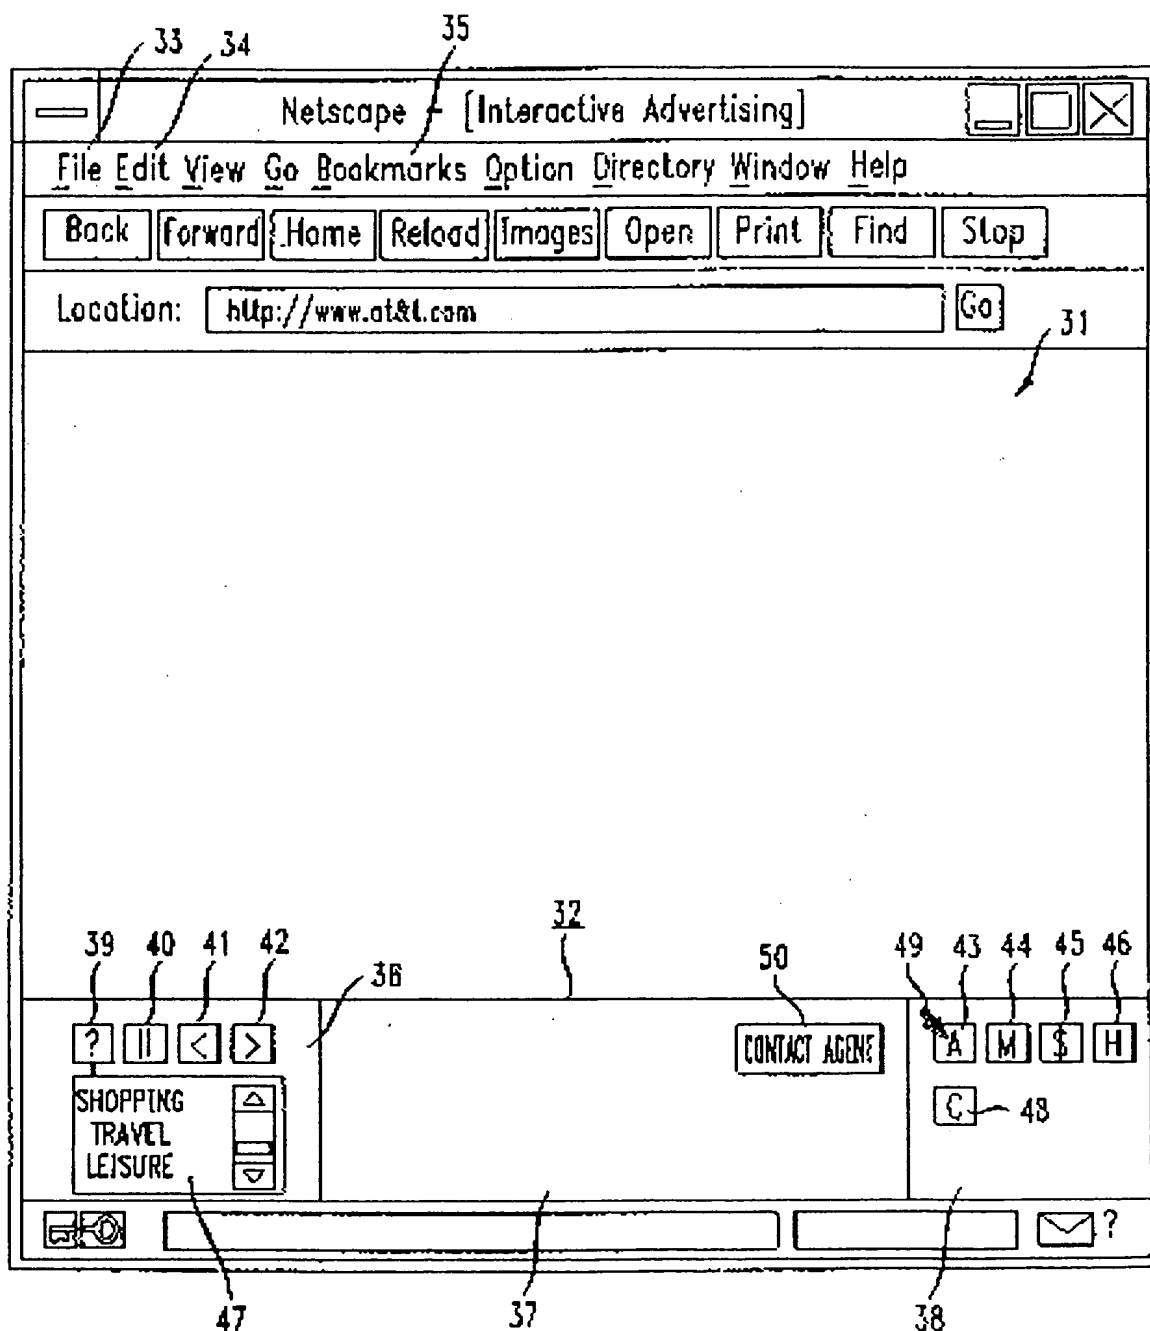 33 34 35
Netscape - [Interactive Advertising]
File Edit View Go Bookmarks Option Directory Window Help
Back Forward Home Reload Images Open Print Find Stop
Location: http://www.at&t.com Go
31
32
39 40 41 42 36 50 49 43 44 45 46
? || < > CONTACT AGENE A M $ H
SHOPPING
TRAVEL
LEISURE
C 48
?
47 37 38